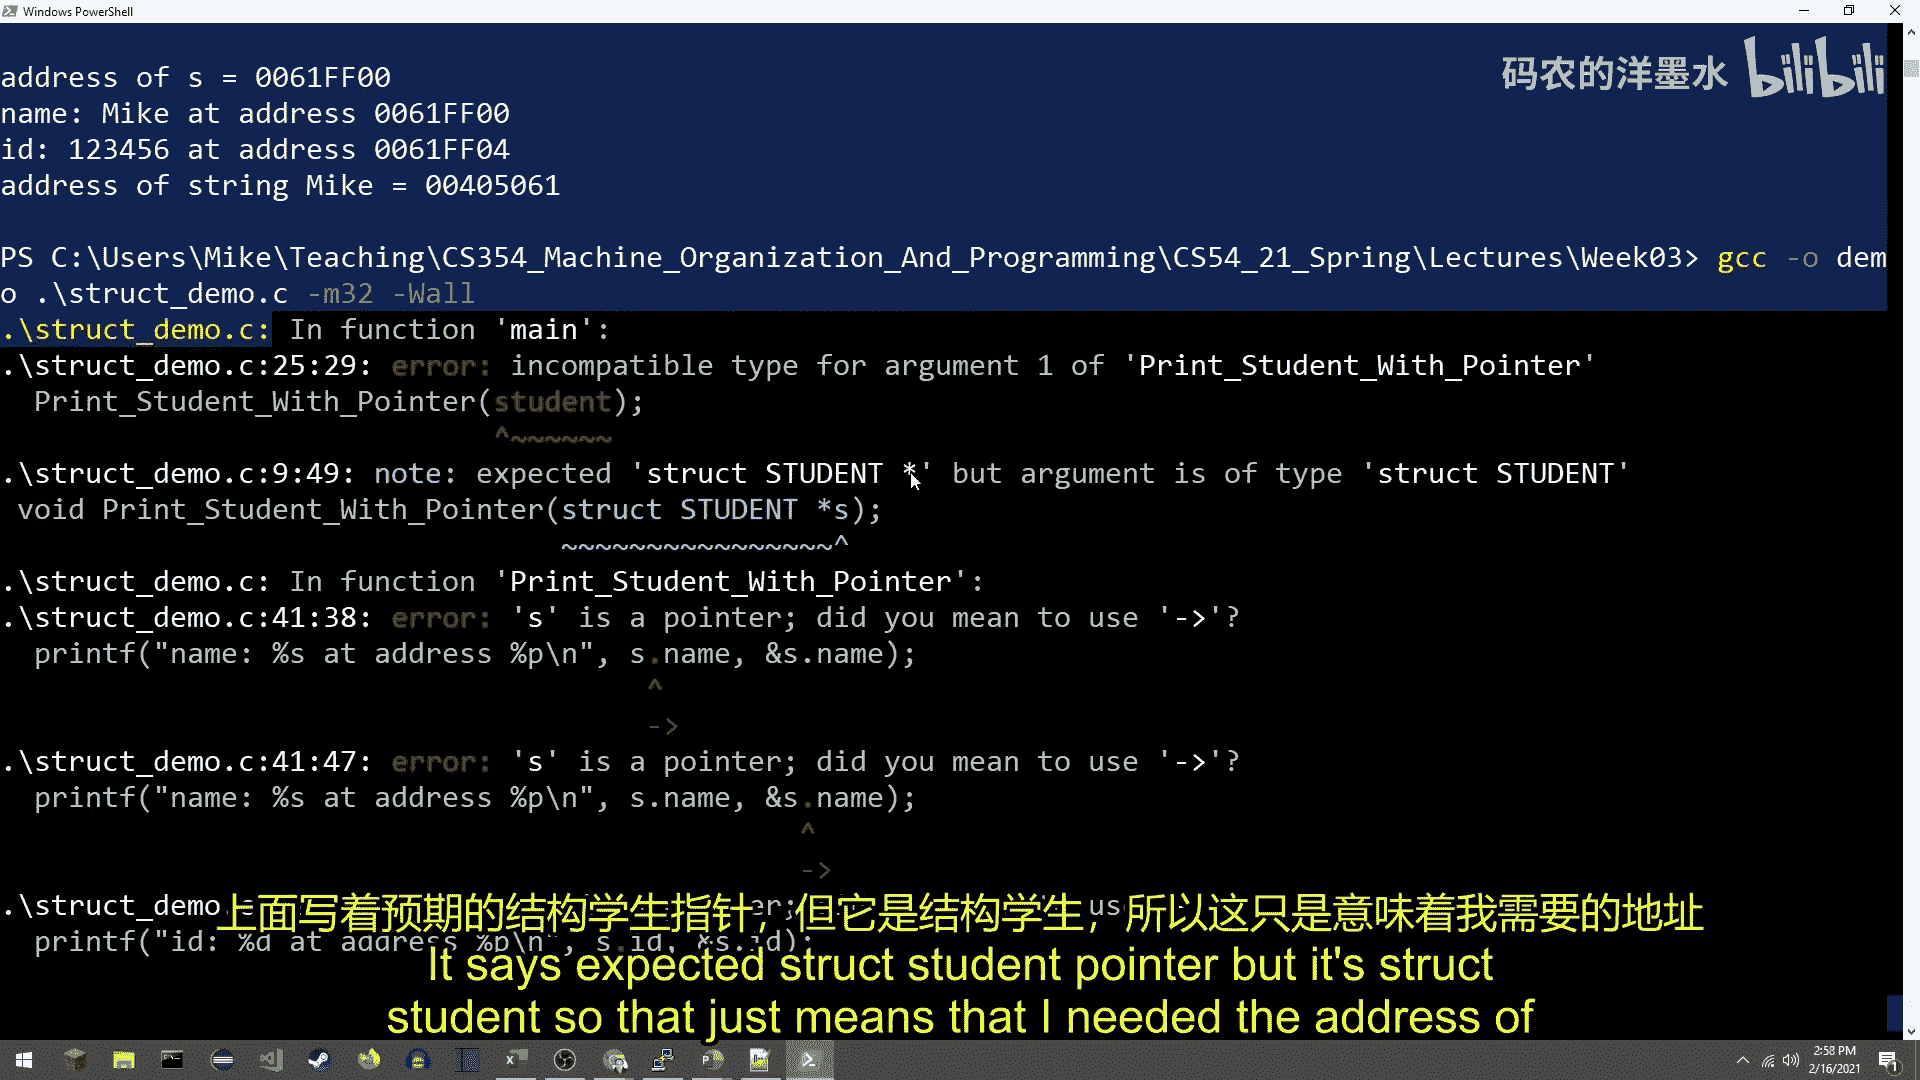 Windows PowerShell
码农的洋墨水 bilibili
address of s = 0061FF00
name: Mike at address 0061FF00
id: 123456 at address 0061FF04
address of string Mike = 00405061
PS C:\Users\Mike\Teaching\CS354_Machine_Organization_And_Programming\CS54_21_Spring\Lectures\Week03> gcc -o dem
o .\struct_demo.c -m32 -Wall
.\struct_demo.c: In function 'main':
.\struct_demo.c:25:29: error: incompatible type for argument 1 of 'Print_Student_With_Pointer'
Print_Student_With_Pointer(student);
^~~~~~~
.\struct_demo.c:9:49: note: expected 'struct STUDENT *' but argument is of type 'struct STUDENT'
void Print_Student_With_Pointer(struct STUDENT *s);
~~~~~~~~~~~~~~~~^
.\struct_demo.c: In function 'Print_Student_With_Pointer':
.\struct_demo.c:41:38: error: 's' is a pointer; did you mean to use '->'?
printf("name: %s at address %p\n", s.name, &s.name);
^
->
.\struct_demo.c:41:47: error: 's' is a pointer; did you mean to use '->'?
printf("name: %s at address %p\n", s.name, &s.name);
^
->
.\struct_demo
上面写着预期的结构学生指针，但它是结构学生，所以这只是意味着我需要的地址
printf("id: %d at address %p\n", s.id, &s.id);
It says expected struct student pointer but it's struct
student so that just means that I needed the address of
2:58 PM
2/16/2021